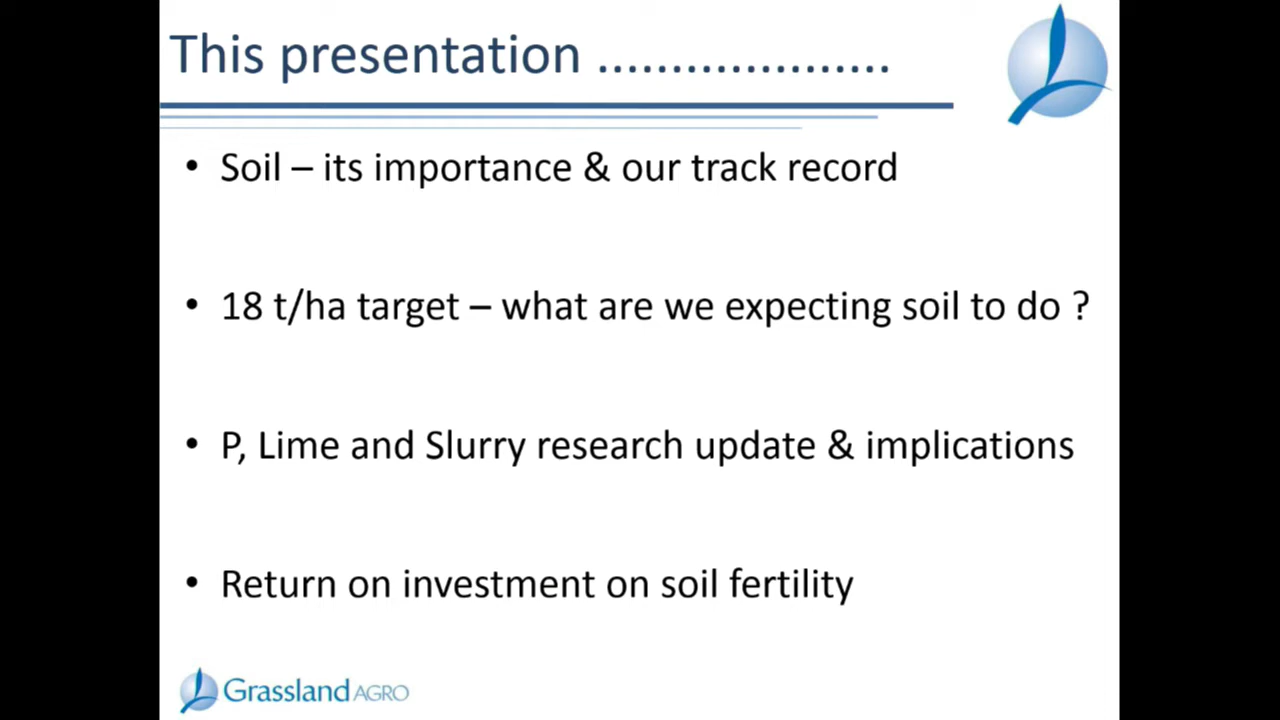 This presentation ....................
• Soil – its importance & our track record
• 18 t/ha target – what are we expecting soil to do ?
• P, Lime and Slurry research update & implications
• Return on investment on soil fertility
Grassland AGRO